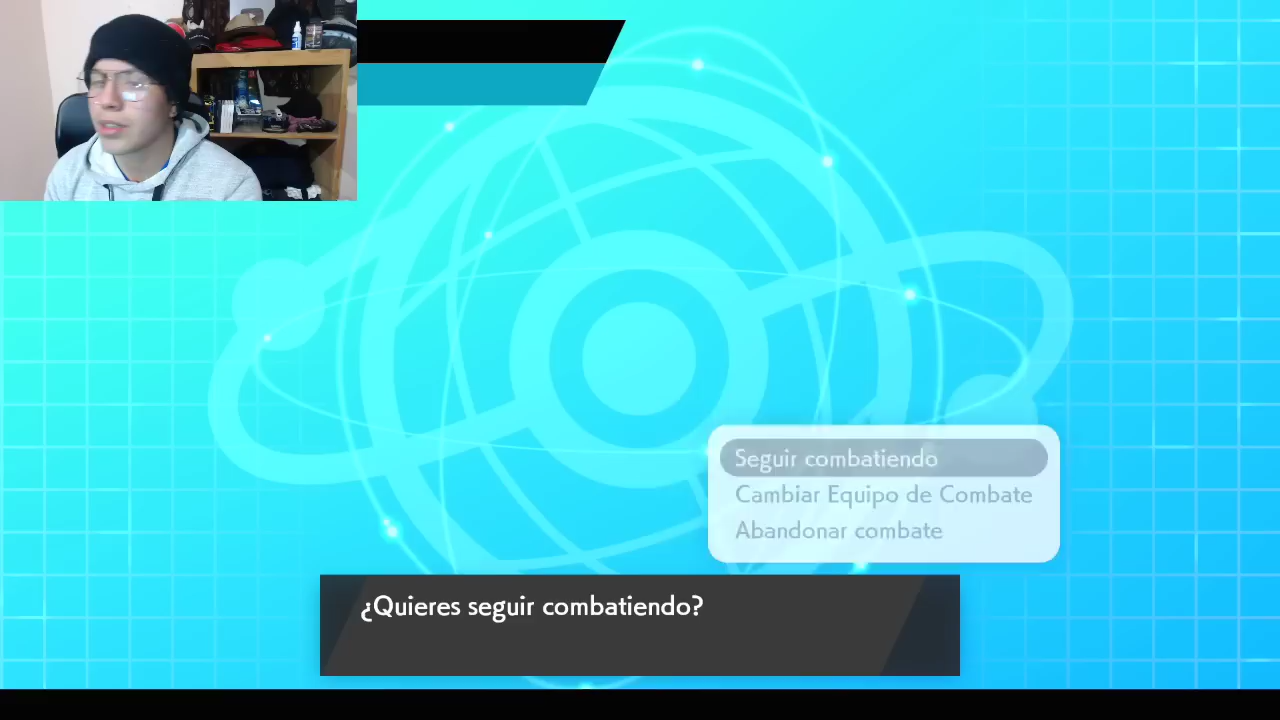 Seguir combatiendo
Cambiar Equipo de Combate
Abandonar combate
¿Quieres seguir combatiendo?